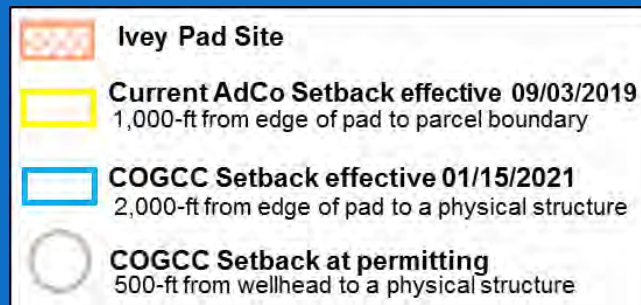 Ivey Pad Site
Current AdCo Setback effective 09/03/2019
1,000-ft from edge of pad to parcel boundary
COGCC Setback effective 01/15/2021
2,000-ft from edge of pad to a physical structure
COGCC Setback at permitting
500-ft from wellhead to a physical structure